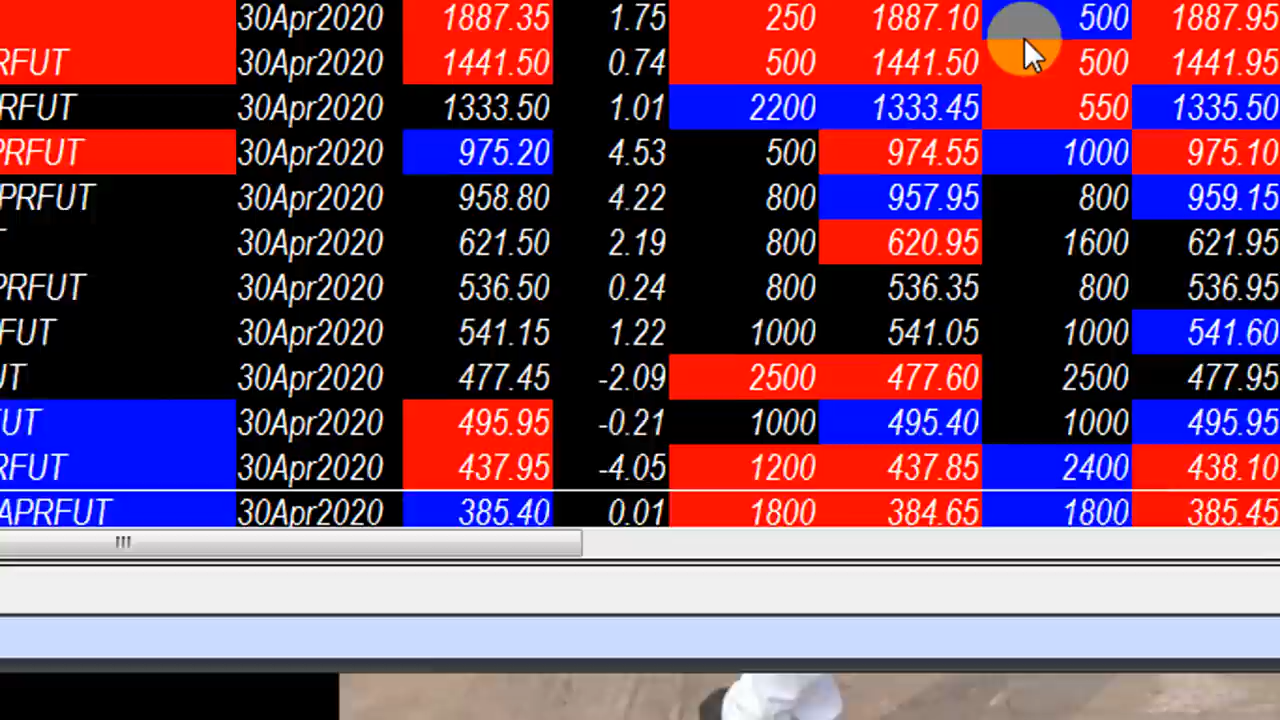 30Apr2020 1887.35 1.75 250 1887.10 500 1887.95
RFUT 30Apr2020 1441.50 0.74 500 1441.50 500 1441.95
RFUT 30Apr2020 1333.50 1.01 2200 1333.45 550 1335.50
PRFUT 30Apr2020 975.20 4.53 500 974.55 1000 975.10
PRFUT 30Apr2020 958.80 4.22 800 957.95 800 959.15
T 30Apr2020 621.50 2.19 800 620.95 1600 621.95
PRFUT 30Apr2020 536.50 0.24 800 536.35 800 536.95
FUT 30Apr2020 541.15 1.22 1000 541.05 1000 541.60
UT 30Apr2020 477.45 -2.09 2500 477.60 2500 477.95
UT 30Apr2020 495.95 -0.21 1000 495.40 1000 495.95
RFUT 30Apr2020 437.95 -4.05 1200 437.85 2400 438.10
APRFUT 30Apr2020 385.40 0.01 1800 384.65 1800 385.45